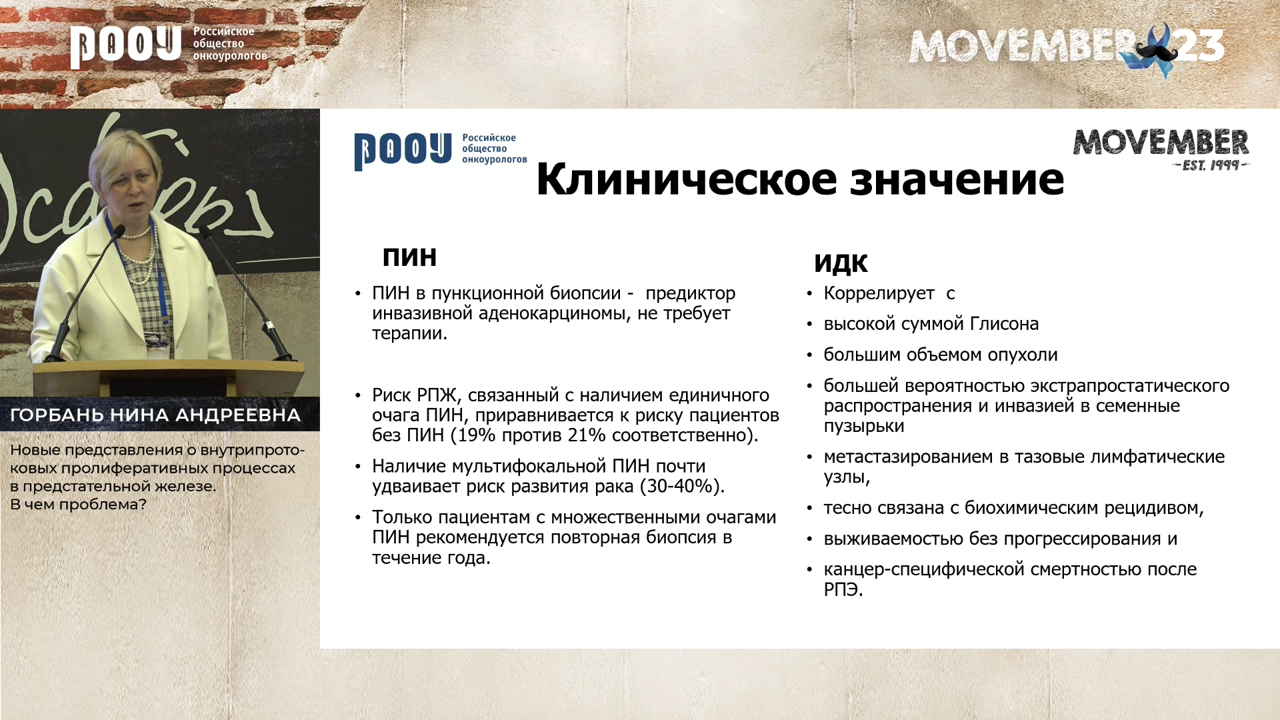 РАОУ
Российское
общество
онкоурологов
MOVEMBER 23
РАОУ
Российское
общество
онкоурологов
MOVEMBER
EST. 1999
Клиническое значение
ПИН
• ПИН в пункционной биопсии - предиктор
инвазивной аденокарциномы, не требует
терапии.
• Риск РПЖ, связанный с наличием единичного
очага ПИН, приравнивается к риску пациентов
без ПИН (19% против 21% соответственно).
• Наличие мультифокальной ПИН почти
удваивает риск развития рака (30-40%).
• Только пациентам с множественными очагами
ПИН рекомендуется повторная биопсия в
течение года.
ИДК
• Коррелирует с
• высокой суммой Глисона
• большим объемом опухоли
• большей вероятностью экстрапростатического
распространения и инвазией в семенные
пузырьки
• метастазированием в тазовые лимфатические
узлы,
• тесно связана с биохимическим рецидивом,
• выживаемостью без прогрессирования и
• канцер-специфической смертностью после
РПЭ.
ГОРБАНЬ НИНА АНДРЕЕВНА
Новые представления о внутрипрото-
ковых пролиферативных процессах
в предстательной железе.
В чем проблема?